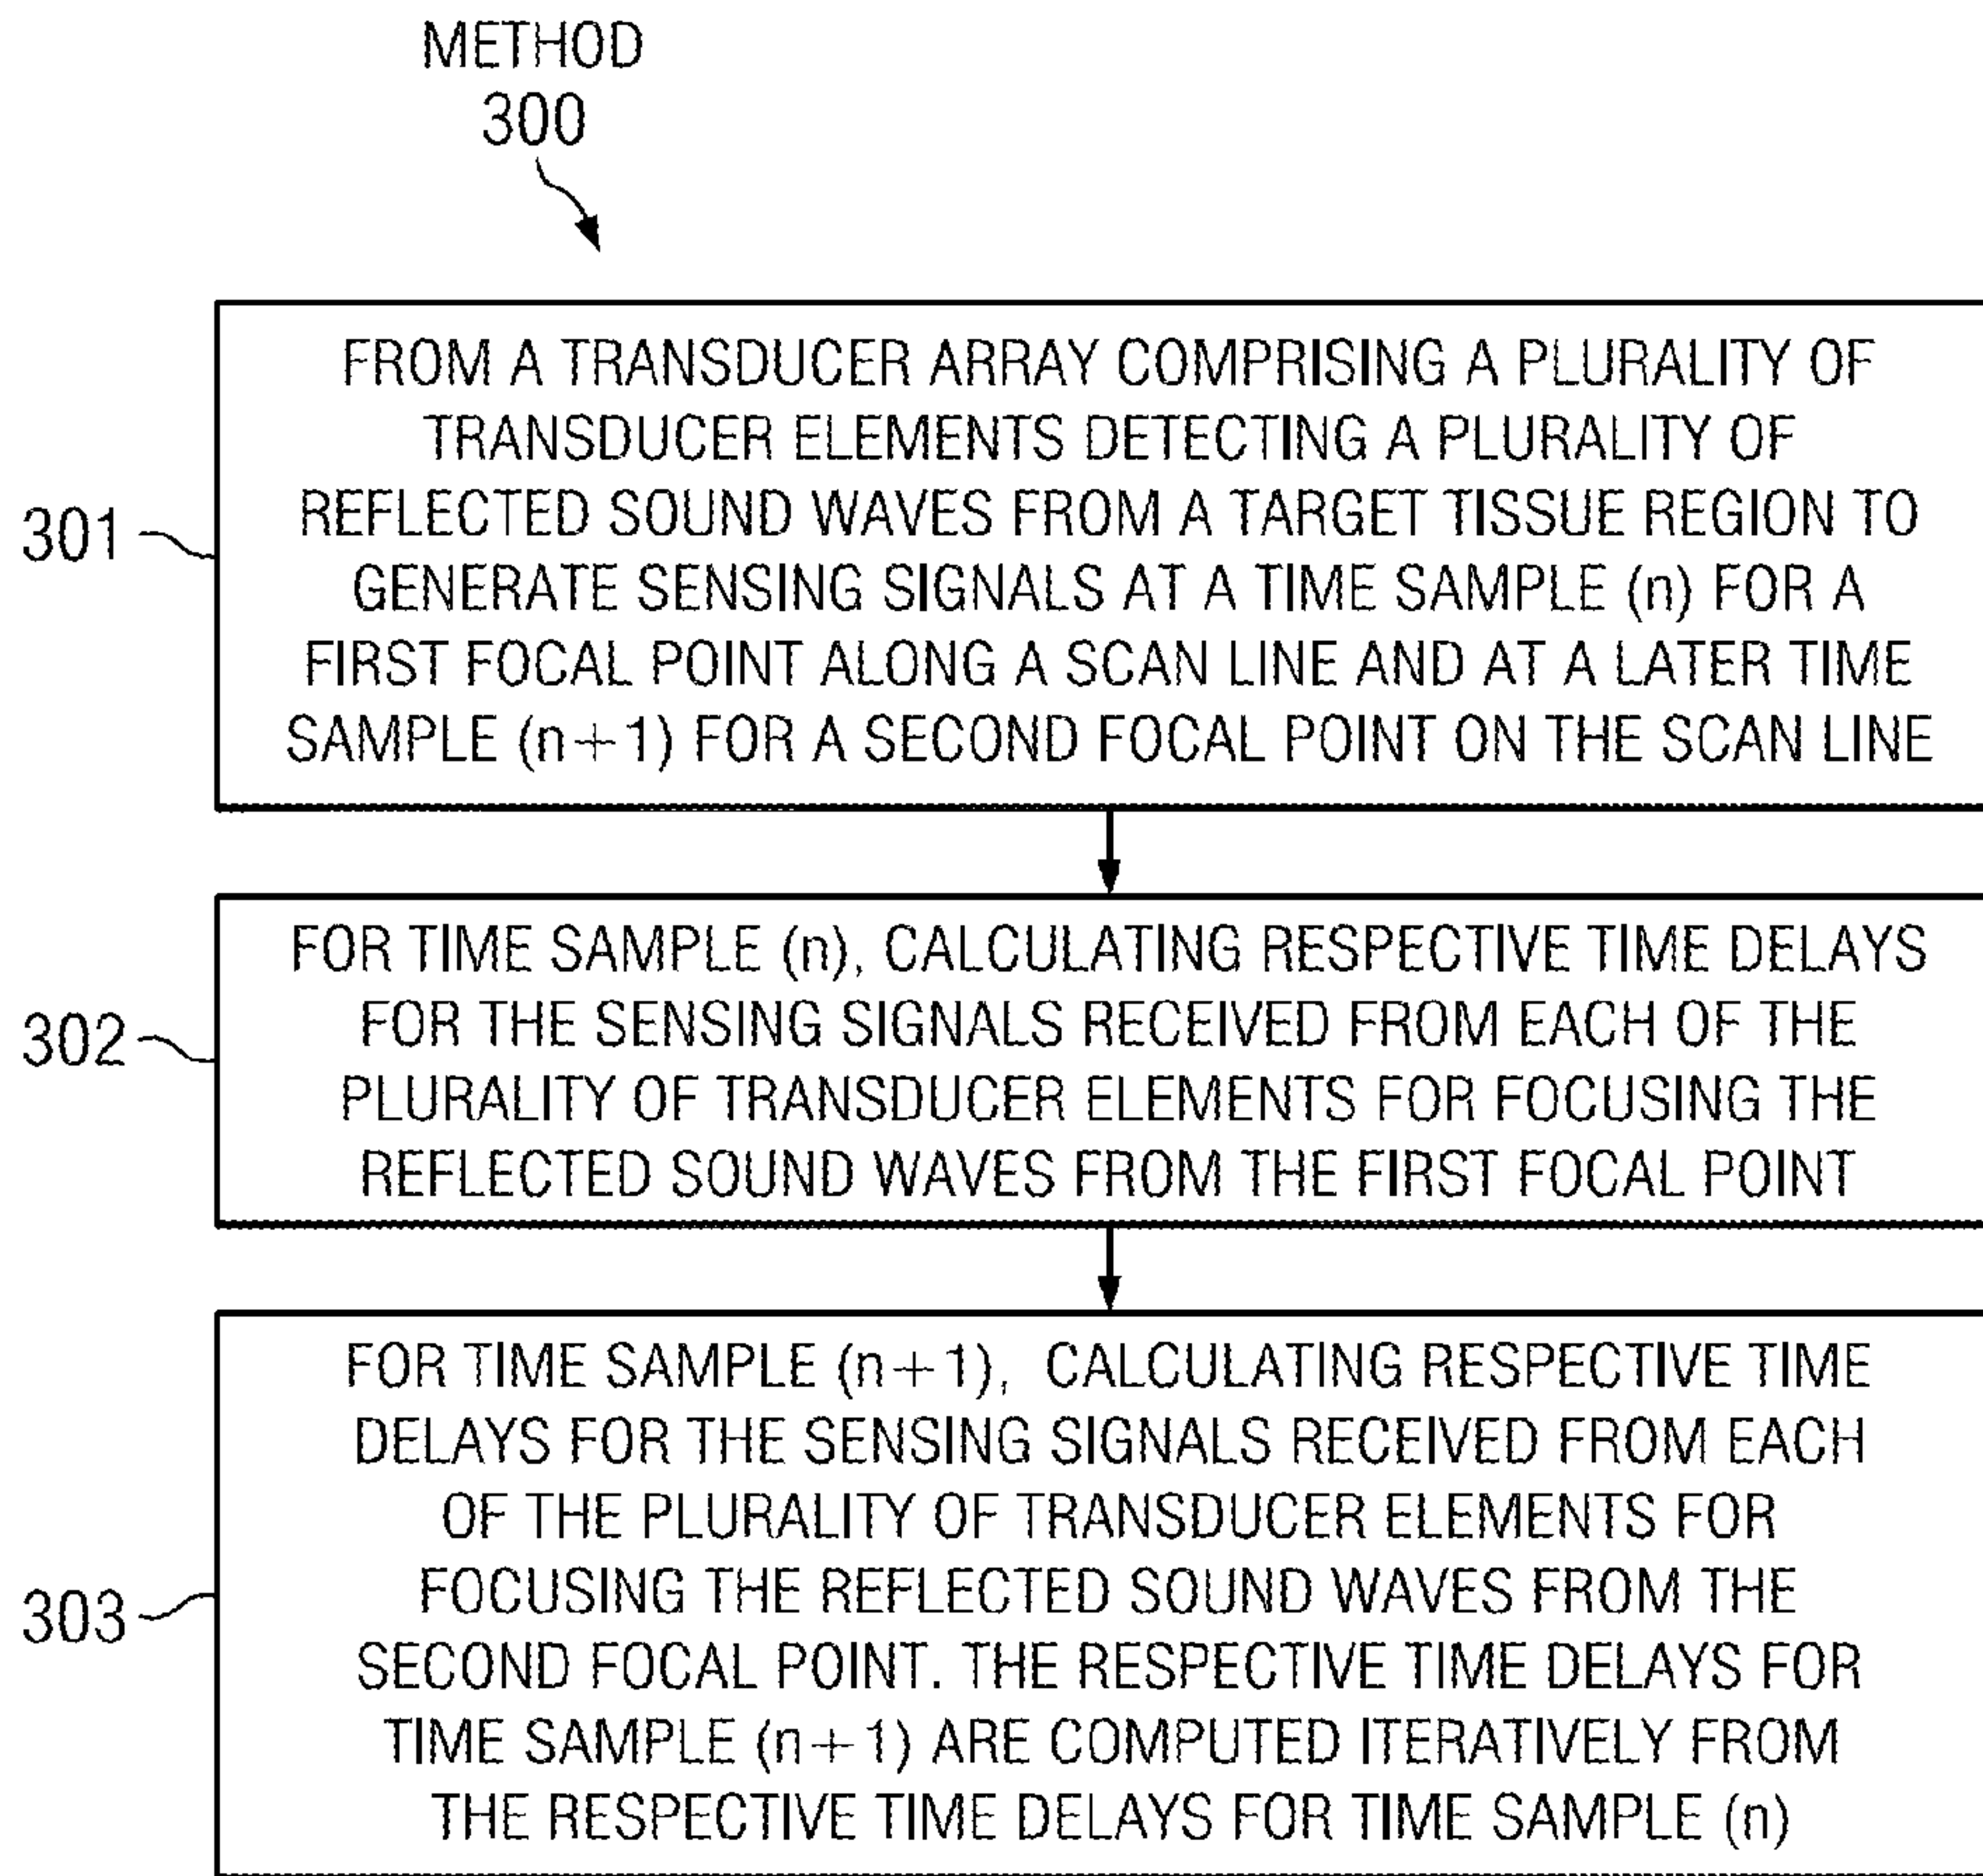 METHOD
300
301
FROM A TRANSDUCER ARRAY COMPRISING A PLURALITY OF
TRANSDUCER ELEMENTS DETECTING A PLURALITY OF
REFLECTED SOUND WAVES FROM A TARGET TISSUE REGION TO
GENERATE SENSING SIGNALS AT A TIME SAMPLE (n) FOR A
FIRST FOCAL POINT ALONG A SCAN LINE AND AT A LATER TIME
SAMPLE (n+1) FOR A SECOND FOCAL POINT ON THE SCAN LINE
302
FOR TIME SAMPLE (n), CALCULATING RESPECTIVE TIME DELAYS
FOR THE SENSING SIGNALS RECEIVED FROM EACH OF THE
PLURALITY OF TRANSDUCER ELEMENTS FOR FOCUSING THE
REFLECTED SOUND WAVES FROM THE FIRST FOCAL POINT
303
FOR TIME SAMPLE (n+1), CALCULATING RESPECTIVE TIME
DELAYS FOR THE SENSING SIGNALS RECEIVED FROM EACH
OF THE PLURALITY OF TRANSDUCER ELEMENTS FOR
FOCUSING THE REFLECTED SOUND WAVES FROM THE
SECOND FOCAL POINT. THE RESPECTIVE TIME DELAYS FOR
TIME SAMPLE (n+1) ARE COMPUTED ITERATIVELY FROM
THE RESPECTIVE TIME DELAYS FOR TIME SAMPLE (n)